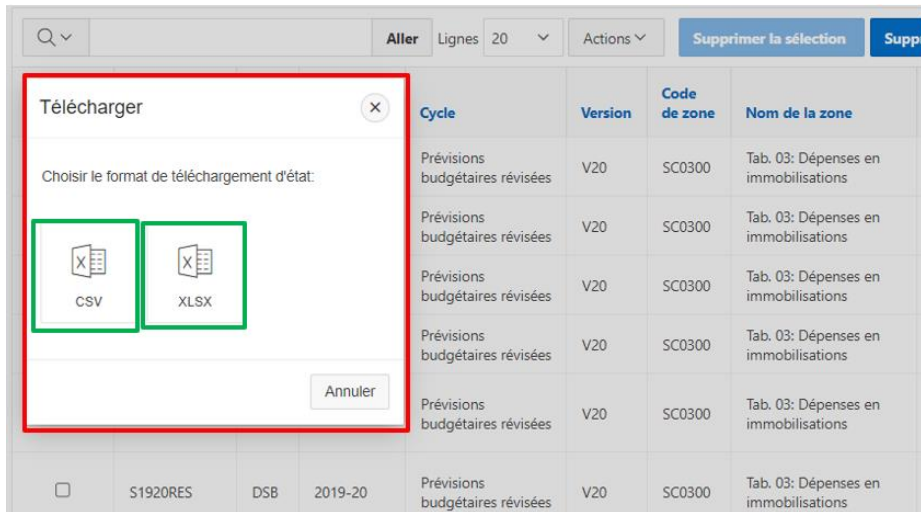 Aller Lignes 20 Actions Supprimer la sélection
Télécharger
Choisir le format de téléchargement d'état:
CSV XLSX
Annuler
Cycle Version Code de zone Nom de la zone
Prévisions budgétaires révisées V20 SC0300 Tab. 03: Dépenses en immobilisations
Prévisions budgétaires révisées V20 SC0300 Tab. 03: Dépenses en immobilisations
Prévisions budgétaires révisées V20 SC0300 Tab. 03: Dépenses en immobilisations
Prévisions budgétaires révisées V20 SC0300 Tab. 03: Dépenses en immobilisations
Prévisions budgétaires révisées V20 SC0300 Tab. 03: Dépenses en immobilisations
S1920RES DSB 2019-20 Prévisions budgétaires révisées V20 SC0300 Tab. 03: Dépenses en immobilisations